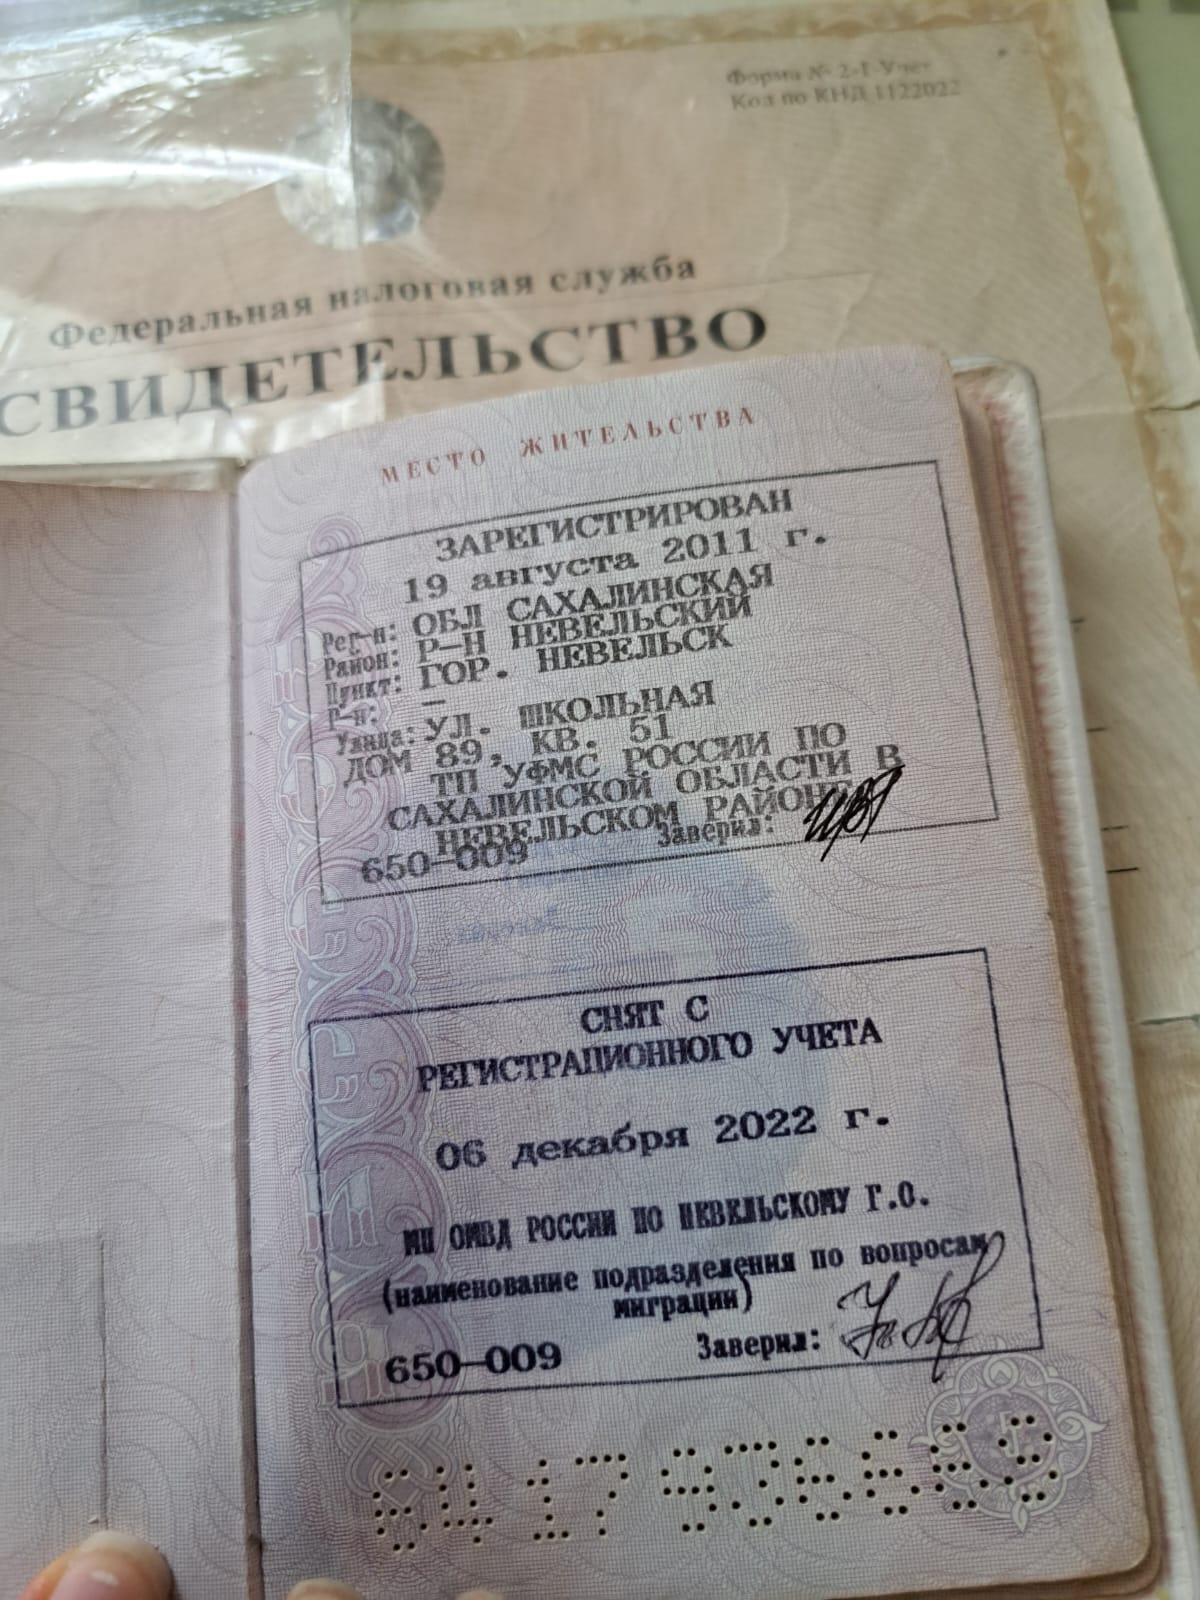 Форма № 2-1-Учет
Код по КНД 1122022
Федеральная налоговая служба
СВИДЕТЕЛЬСТВО
МЕСТО ЖИТЕЛЬСТВА
ЗАРЕГИСТРИРОВАН
19 августа 2011 г.
Рег-н: ОБЛ САХАЛИНСКАЯ
Район: Р-Н НЕВЕЛЬСКИЙ
Пункт: ГОР. НЕВЕЛЬСК
Р-н: –
Улица: УЛ. ШКОЛЬНАЯ
ДОМ 89, КВ. 51
ТП УФМС РОССИИ ПО
САХАЛИНСКОЙ ОБЛАСТИ В
НЕВЕЛЬСКОМ РАЙОНЕ
650-009 Заверил:
СНЯТ С
РЕГИСТРАЦИОННОГО УЧЕТА
06 декабря 2022 г.
МП ОМВД РОССИИ ПО НЕВЕЛЬСКОМУ Г.О.
(наименование подразделения по вопросам
миграции)
650-009 Заверил: